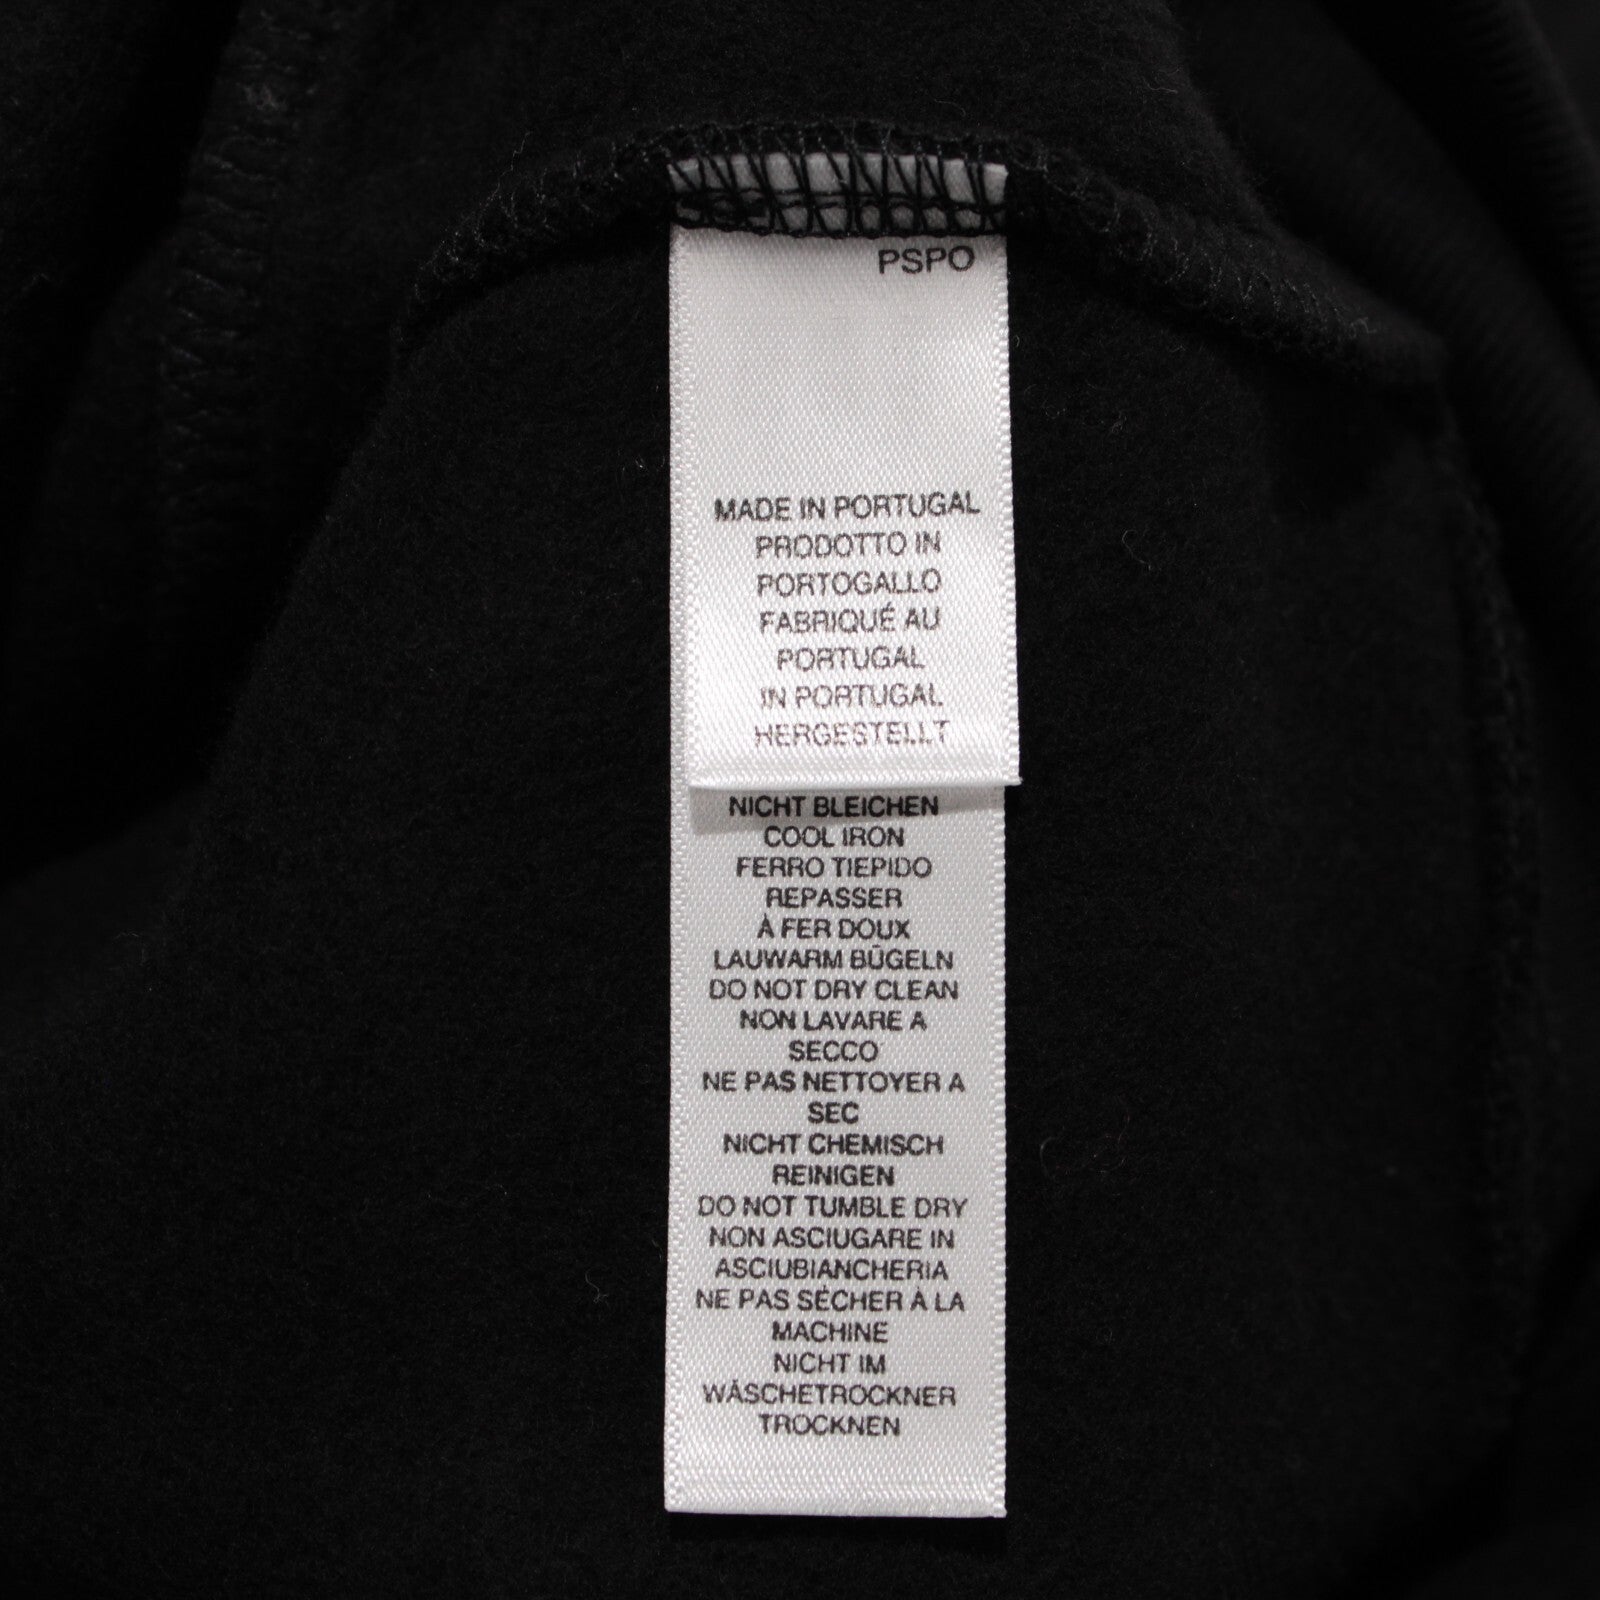 PSPO
MADE IN PORTUGAL
PRODOTTO IN
PORTOGALLO
FABRIQUÉ AU
PORTUGAL
IN PORTUGAL
HERGESTELLT
NICHT BLEICHEN
COOL IRON
FERRO TIEPIDO
REPASSER
À FER DOUX
LAUWARM BÜGELN
DO NOT DRY CLEAN
NON LAVARE A
SECCO
NE PAS NETTOYER A
SEC
NICHT CHEMISCH
REINIGEN
DO NOT TUMBLE DRY
NON ASCIUGARE IN
ASCIUBIANCHERIA
NE PAS SÉCHER À LA
MACHINE
NICHT IM
WÄSCHETROCKNER
TROCKNEN